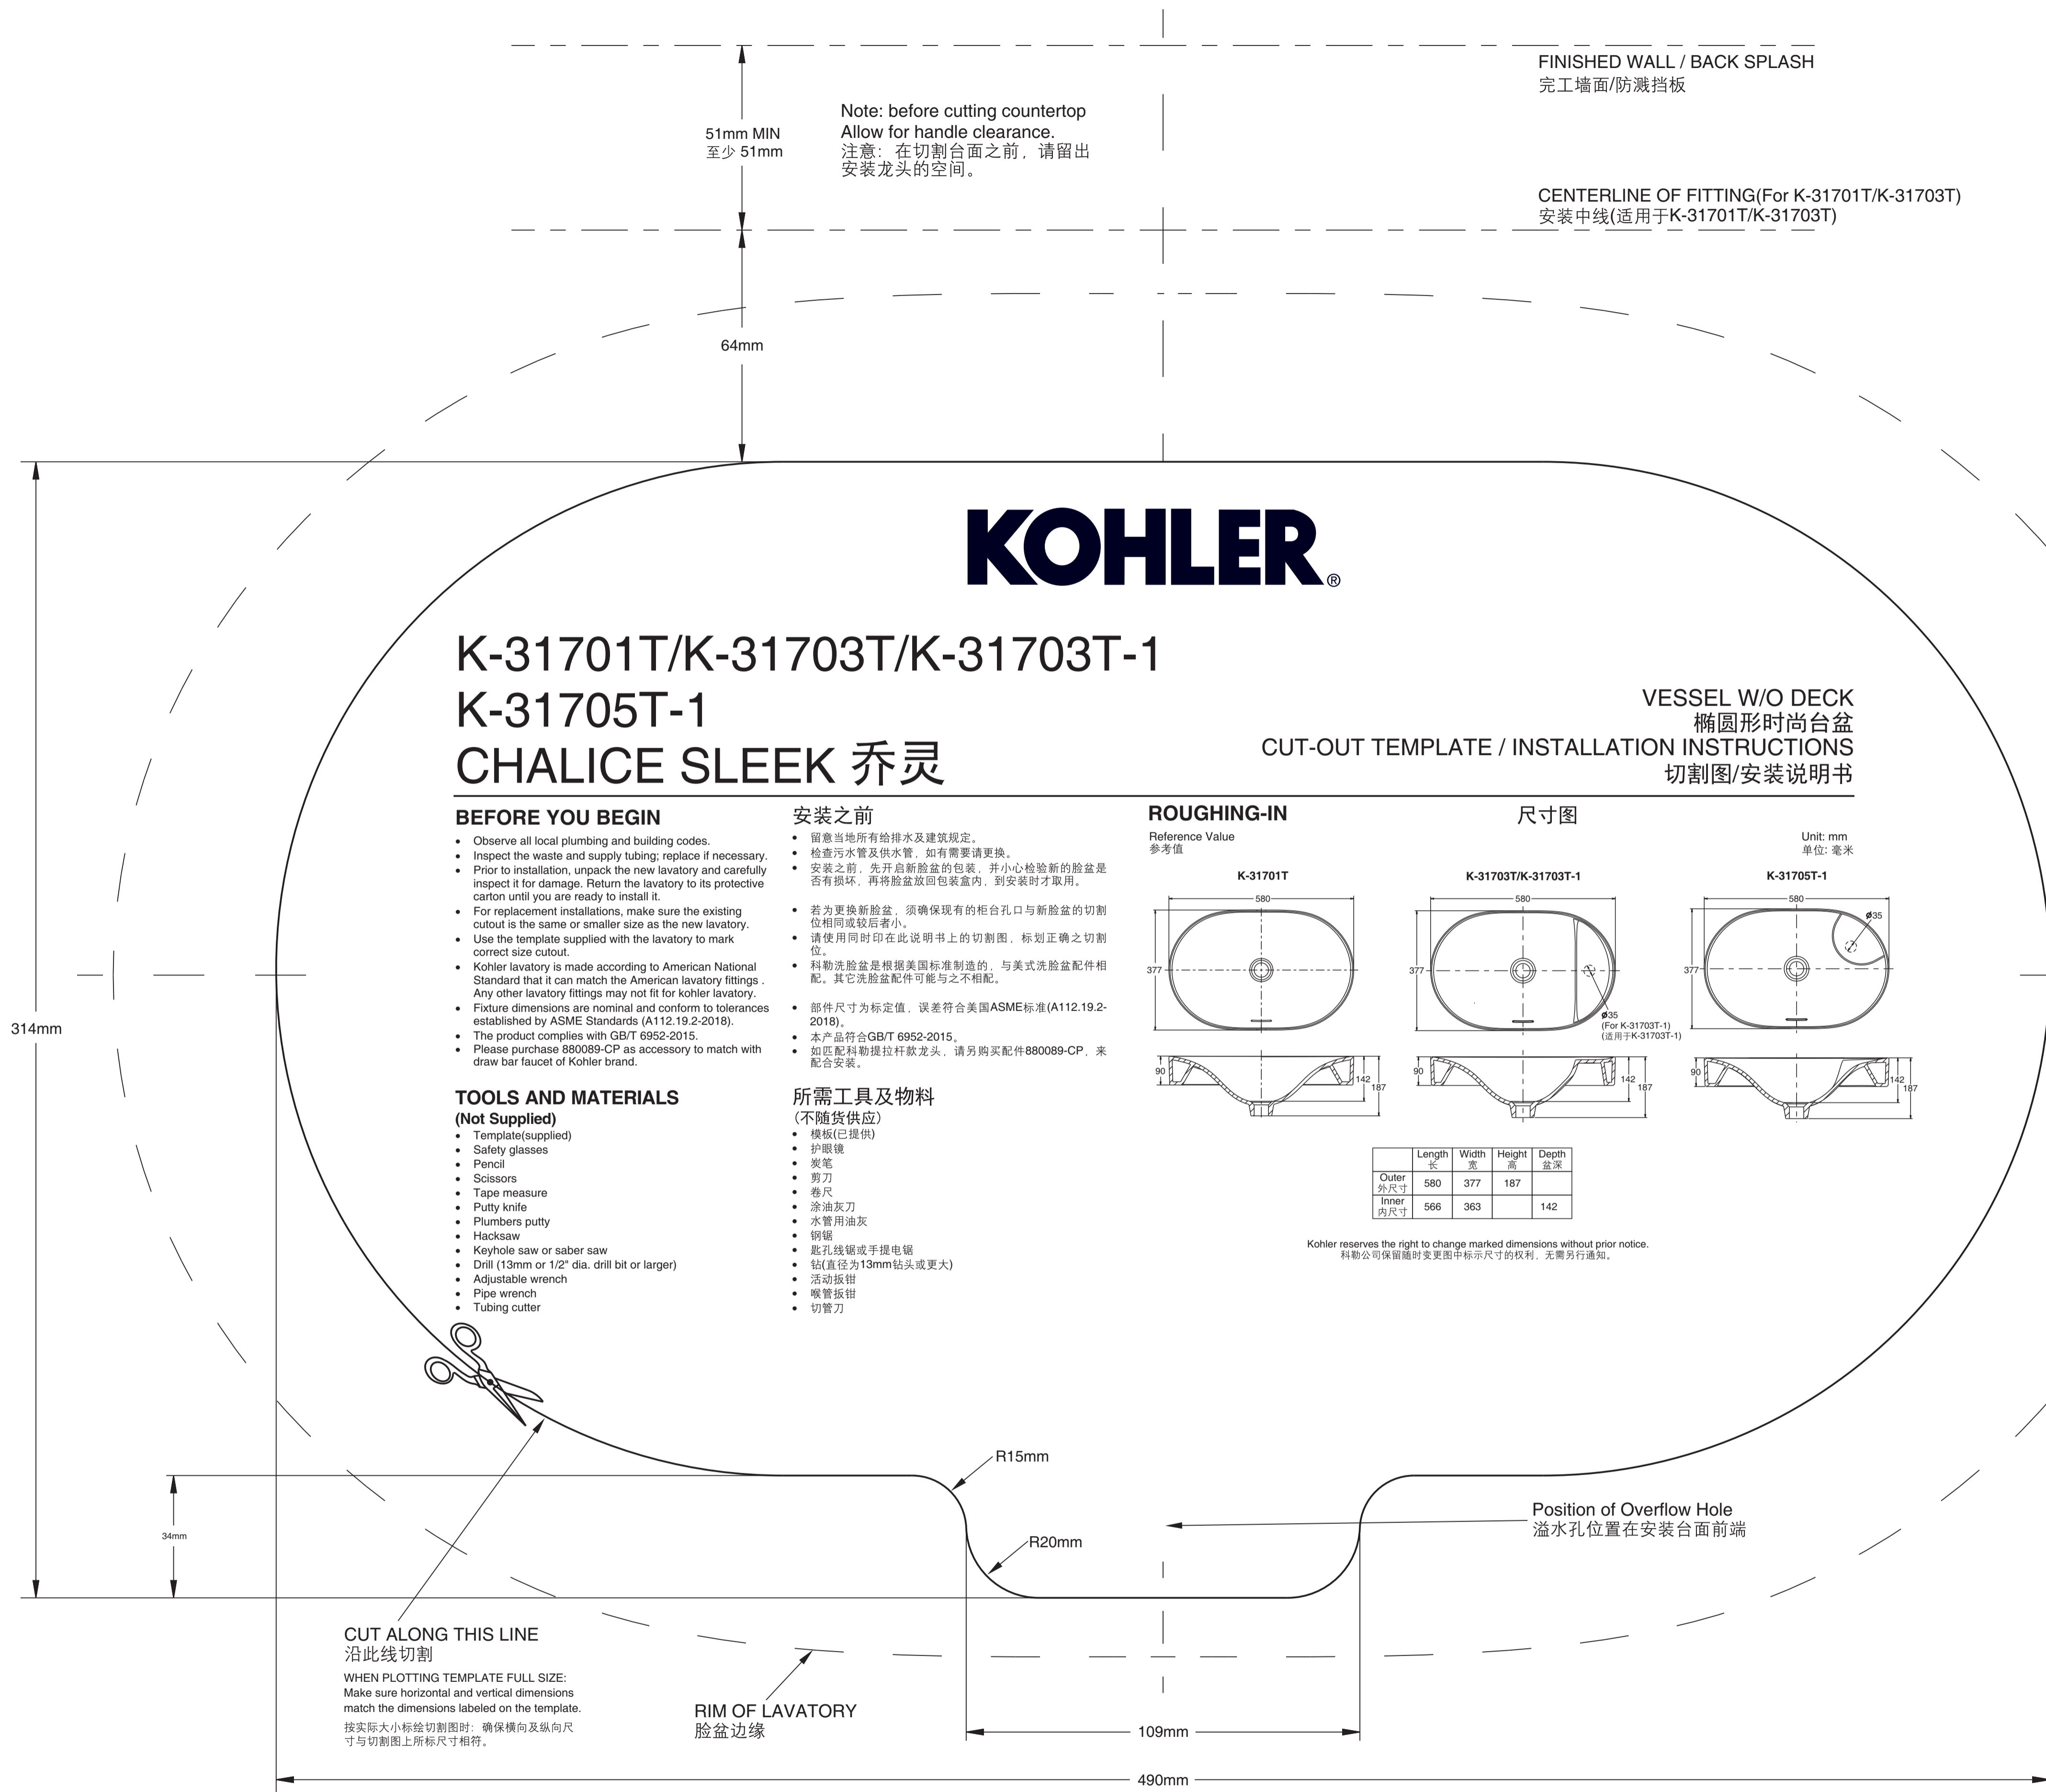 FINISHED WALL / BACK SPLASH
完工墙面/防溅挡板
Note: before cutting countertop
Allow for handle clearance.
注意：在切割台面之前，请留出
安装龙头的空间。
51mm MIN
至少 51mm
CENTERLINE OF FITTING(For K-31701T/K-31703T)
安装中线(适用于K-31701T/K-31703T)
64mm
KOHLER®
K-31701T/K-31703T/K-31703T-1
K-31705T-1
CHALICE SLEEK 乔灵
VESSEL W/O DECK
椭圆形时尚台盆
CUT-OUT TEMPLATE / INSTALLATION INSTRUCTIONS
切割图/安装说明书
BEFORE YOU BEGIN
• Observe all local plumbing and building codes.
• Inspect the waste and supply tubing; replace if necessary.
• Prior to installation, unpack the new lavatory and carefully
inspect it for damage. Return the lavatory to its protective
carton until you are ready to install it.
• For replacement installations, make sure the existing
cutout is the same or smaller size as the new lavatory.
• Use the template supplied with the lavatory to mark
correct size cutout.
• Kohler lavatory is made according to American National
Standard that it can match the American lavatory fittings .
Any other lavatory fittings may not fit for kohler lavatory.
• Fixture dimensions are nominal and conform to tolerances
established by ASME Standards (A112.19.2-2018).
• The product complies with GB/T 6952-2015.
• Please purchase 880089-CP as accessory to match with
draw bar faucet of Kohler brand.
安装之前
• 留意当地所有给排水及建筑规定。
• 检查污水管及供水管，如有需要请更换。
• 安装之前，先开启新脸盆的包装，并小心检验新的脸盆是
否有损坏，再将脸盆放回包装盒内，到安装时才取用。
• 若为更换新脸盆，须确保现有的柜台孔口与新脸盆的切割
位相同或较后者小。
• 请使用同时印在此说明书上的切割图，标划正确之切割
位。
• 科勒洗脸盆是根据美国标准制造的，与美式洗脸盆配件相
配。其它洗脸盆配件可能与之不相配。
• 部件尺寸为标定值，误差符合美国ASME标准(A112.19.2-
2018)。
• 本产品符合GB/T 6952-2015。
• 如匹配科勒提拉杆款龙头，请另购买配件880089-CP，来
配合安装。
TOOLS AND MATERIALS
(Not Supplied)
• Template(supplied)
• Safety glasses
• Pencil
• Scissors
• Tape measure
• Putty knife
• Plumbers putty
• Hacksaw
• Keyhole saw or saber saw
• Drill (13mm or 1/2" dia. drill bit or larger)
• Adjustable wrench
• Pipe wrench
• Tubing cutter
所需工具及物料
（不随货供应）
• 模板(已提供)
• 护眼镜
• 炭笔
• 剪刀
• 卷尺
• 涂油灰刀
• 水管用油灰
• 钢锯
• 匙孔线锯或手提电锯
• 钻(直径为13mm钻头或更大)
• 活动扳钳
• 喉管扳钳
• 切管刀
ROUGHING-IN
尺寸图
Reference Value
参考值
Unit: mm
单位: 毫米
K-31701T
580
377
90
142
187
K-31703T/K-31703T-1
580
377
ø35
(For K-31703T-1)
(适用于K-31703T-1)
90
142
187
K-31705T-1
580
377
ø35
90
142
187
Length Width Height Depth
长 宽 高 盆深
Outer
外尺寸 580 377 187
Inner
内尺寸 566 363 142
Kohler reserves the right to change marked dimensions without prior notice.
科勒公司保留随时变更图中标示尺寸的权利，无需另行通知。
314mm
34mm
R15mm
R20mm
Position of Overflow Hole
溢水孔位置在安装台面前端
CUT ALONG THIS LINE
沿此线切割
WHEN PLOTTING TEMPLATE FULL SIZE:
Make sure horizontal and vertical dimensions
match the dimensions labeled on the template.
按实际大小标绘切割图时：确保横向及纵向尺
寸与切割图上所标尺寸相符。
RIM OF LAVATORY
脸盆边缘
109mm
490mm